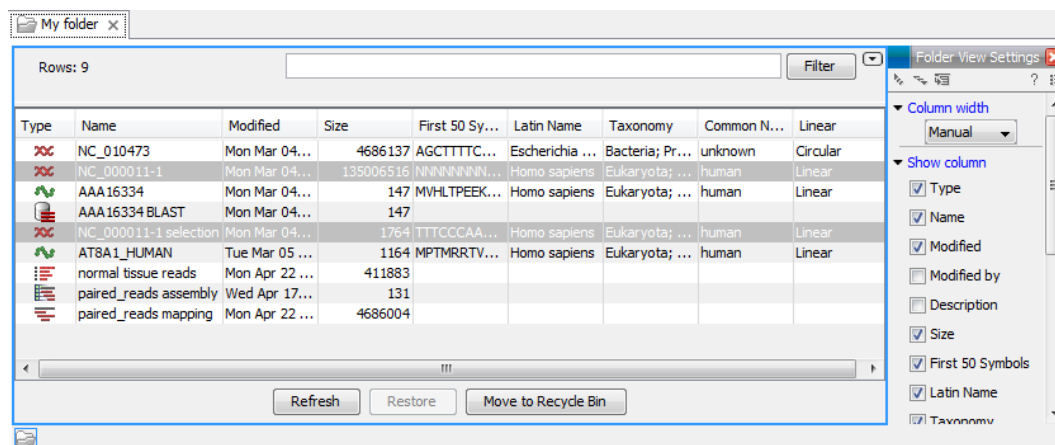 My folder
Rows: 9 Filter
Type Name Modified Size First 50 Sy... Latin Name Taxonomy Common N... Linear
NC_010473 Mon Mar 04... 4686137 AGCTTTTC... Escherichia ... Bacteria; Pr... unknown Circular
NC_000011-1 Mon Mar 04... 135006516 NNNNNNNN... Homo sapiens Eukaryota; ... human Linear
AAA16334 Mon Mar 04... 147 MVHLTPEEK... Homo sapiens Eukaryota; ... human Linear
AAA16334 BLAST Mon Mar 04... 147
NC_000011-1 selection Mon Mar 04... 1764 TTTCCCAA... Homo sapiens Eukaryota; ... human Linear
AT8A1_HUMAN Tue Mar 05 ... 1164 MPTMRRTV... Homo sapiens Eukaryota; ... human Linear
normal tissue reads Mon Apr 22 ... 411883
paired_reads assembly Wed Apr 17... 131
paired_reads mapping Mon Apr 22 ... 4686004
Refresh Restore Move to Recycle Bin
Folder View Settings
?
Column width
Manual
Show column
Type
Name
Modified
Modified by
Description
Size
First 50 Symbols
Latin Name
Taxonomy